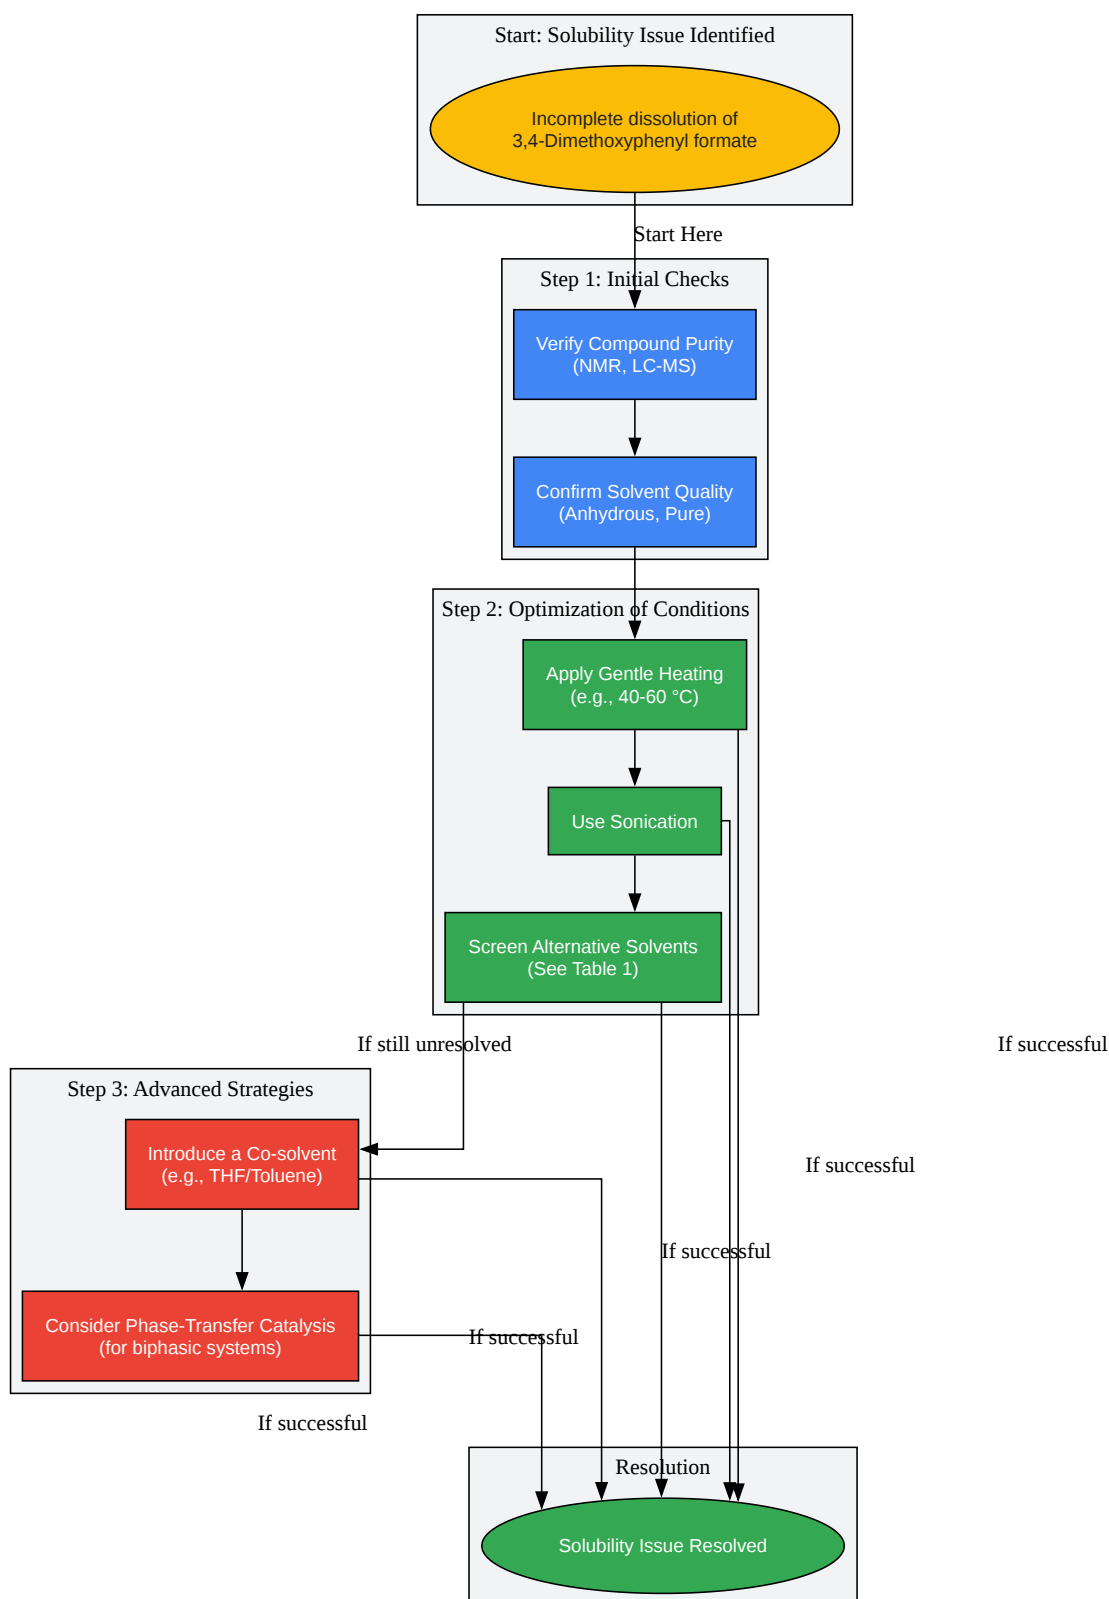 Start: Solubility Issue Identified
Incomplete dissolution of
3,4-Dimethoxyphenyl formate
Start Here
Step 1: Initial Checks
Verify Compound Purity
(NMR, LC-MS)
Confirm Solvent Quality
(Anhydrous, Pure)
Step 2: Optimization of Conditions
Apply Gentle Heating
(e.g., 40-60 °C)
Use Sonication
Screen Alternative Solvents
(See Table 1)
If still unresolved
If successful
Step 3: Advanced Strategies
Introduce a Co-solvent
(e.g., THF/Toluene)
If successful
If successful
Consider Phase-Transfer Catalysis
(for biphasic systems)
If successful
If successful
Resolution
Solubility Issue Resolved